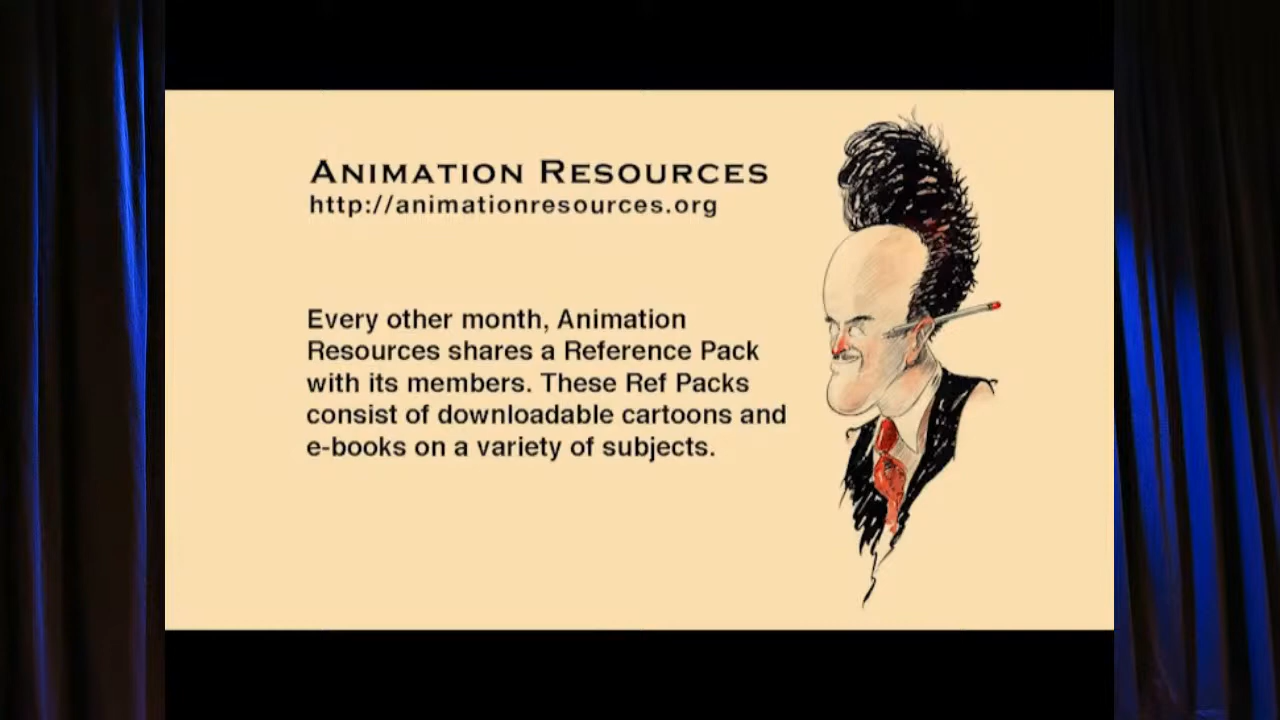 ANIMATION RESOURCES
http://animationresources.org
Every other month, Animation
Resources shares a Reference Pack
with its members. These Ref Packs
consist of downloadable cartoons and
e-books on a variety of subjects.